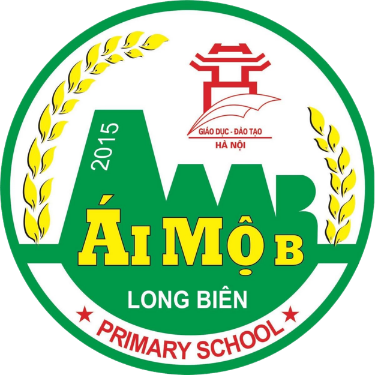 GIÁO DỤC - ĐÀO TẠO
HÀ NỘI
2015
ÁI MỘ B
LONG BIÊN
★ PRIMARY SCHOOL ★